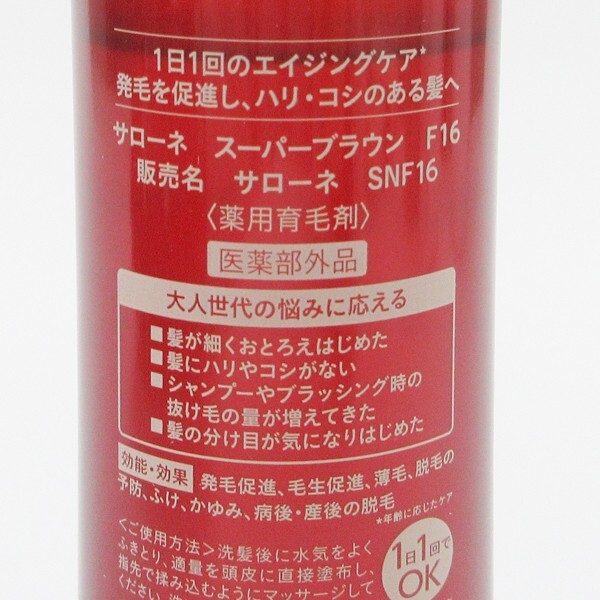 1日1回のエイジングケア*
発毛を促進し、ハリ・コシのある髪へ
サローネ スーパーブラウン F16
販売名 サローネ SNF16
〈薬用育毛剤〉
医薬部外品
大人世代の悩みに応える
■髪が細くおとろえはじめた
■髪にハリやコシがない
■シャンプーやブラッシング時の
抜け毛の量が増えてきた
■髪の分け目が気になりはじめた
効能・効果 発毛促進、毛生促進、薄毛、脱毛の
予防、ふけ、かゆみ、病後・産後の脱毛
*年齢に応じたケア
<ご使用方法>洗髪後に水気をよく
ふきとり、適量を頭皮に直接塗布し、
指先で揉み込むようにマッサージして
ください。
1日1回で
OK